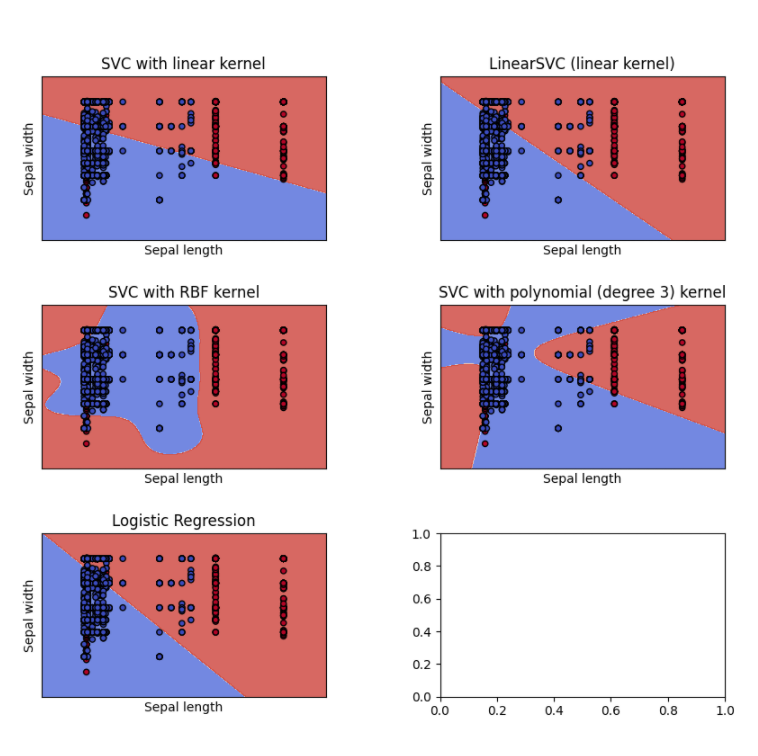 SVC with linear kernel
Sepal width
Sepal length
LinearSVC (linear kernel)
Sepal width
Sepal length
SVC with RBF kernel
Sepal width
Sepal length
SVC with polynomial (degree 3) kernel
Sepal width
Sepal length
Logistic Regression
Sepal width
Sepal length
1.0
0.8
0.6
0.4
0.2
0.0
0.0 0.2 0.4 0.6 0.8 1.0